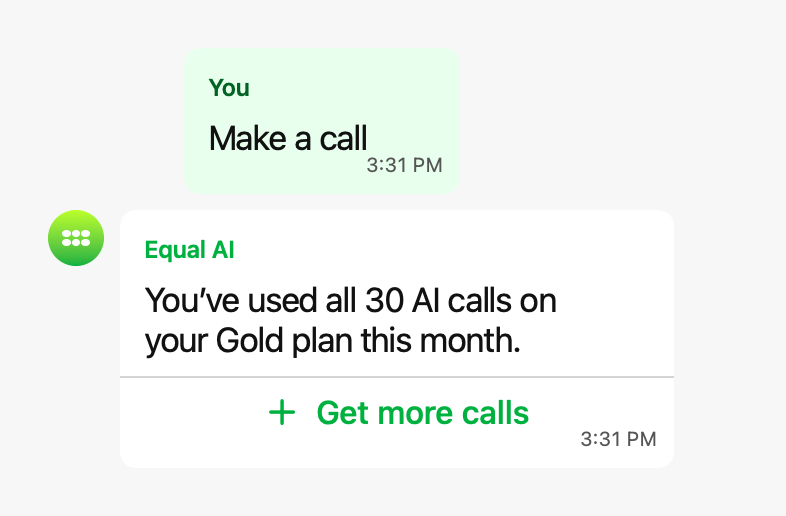 You
Make a call
3:31 PM
Equal AI
You’ve used all 30 AI calls on
your Gold plan this month.
+ Get more calls
3:31 PM